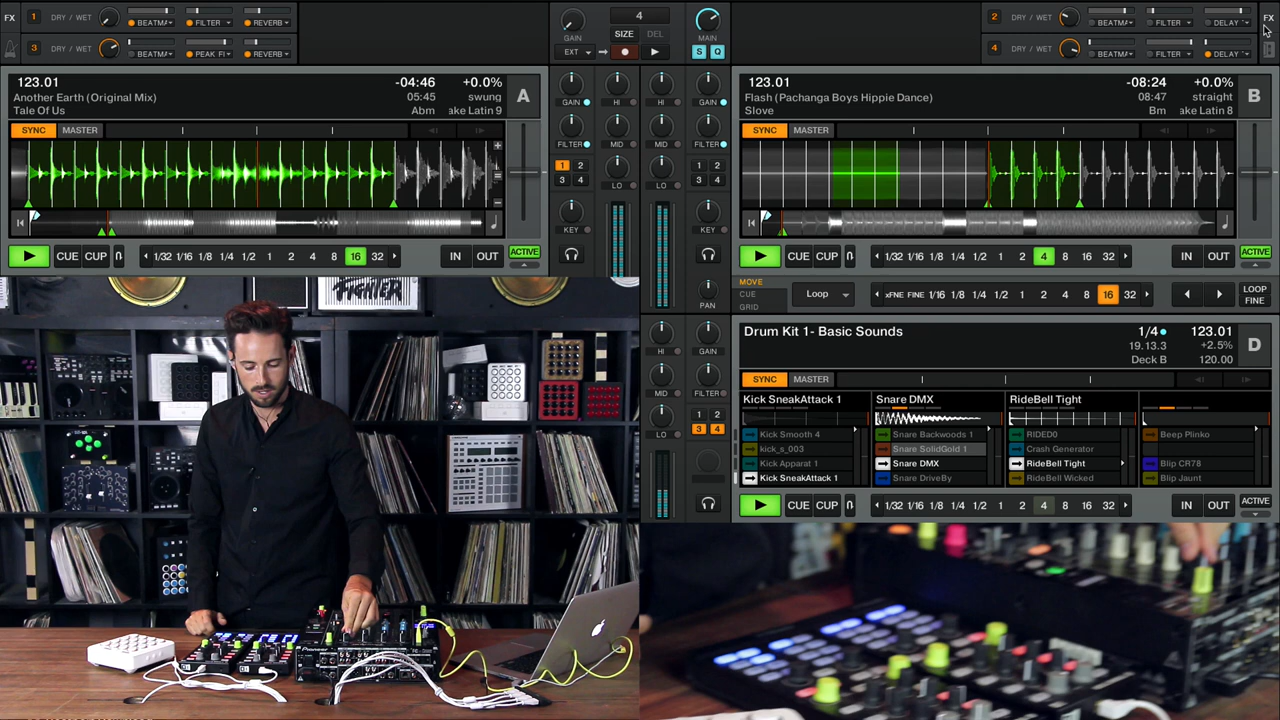 FX 1 DRY / WET BEATMA FILTER REVERB
3 DRY / WET BEATMA PEAK FI REVERB
4
GAIN SIZE DEL MAIN
EXT S Q
2 DRY / WET BEATMA FILTER DELAY FX
4 DRY / WET BEATMA FILTER DELAY
123.01 -04:46 +0.0%
Another Earth (Original Mix) 05:45 swung A
Tale Of Us Abm ake Latin 9
SYNC MASTER
CUE CUP 1/32 1/16 1/8 1/4 1/2 1 2 4 8 16 32 IN OUT ACTIVE
GAIN HI HI GAIN
FILTER MID MID FILTER
1 2 LO LO 1 2
3 4 3 4
KEY KEY
PAN
123.01 -08:24 +0.0%
Flash (Pachanga Boys Hippie Dance) 08:47 straight B
Slove Bm ake Latin 8
SYNC MASTER
CUE CUP 1/32 1/16 1/8 1/4 1/2 1 2 4 8 16 32 IN OUT ACTIVE
MOVE
CUE Loop xFNE FINE 1/16 1/8 1/4 1/2 1 2 4 8 16 32 LOOP
GRID FINE
HI GAIN
MID FILTER
LO 1 2
3 4
Drum Kit 1- Basic Sounds 1/4 123.01
19.13.3 +2.5% D
Deck B 120.00
SYNC MASTER
Kick SneakAttack 1 Snare DMX RideBell Tight
Kick Smooth 4 Snare Backwoods 1 RIDED0 Beep Plinko
kick_s_003 Snare SolidGold 1 Crash Generator
Kick Apparat 1 Snare DMX RideBell Tight Blip CR78
Kick SneakAttack 1 Snare DriveBy RideBell Wicked Blip Jaunt
CUE CUP 1/32 1/16 1/8 1/4 1/2 1 2 4 8 16 32 IN OUT ACTIVE
FIGHTER
Pioneer